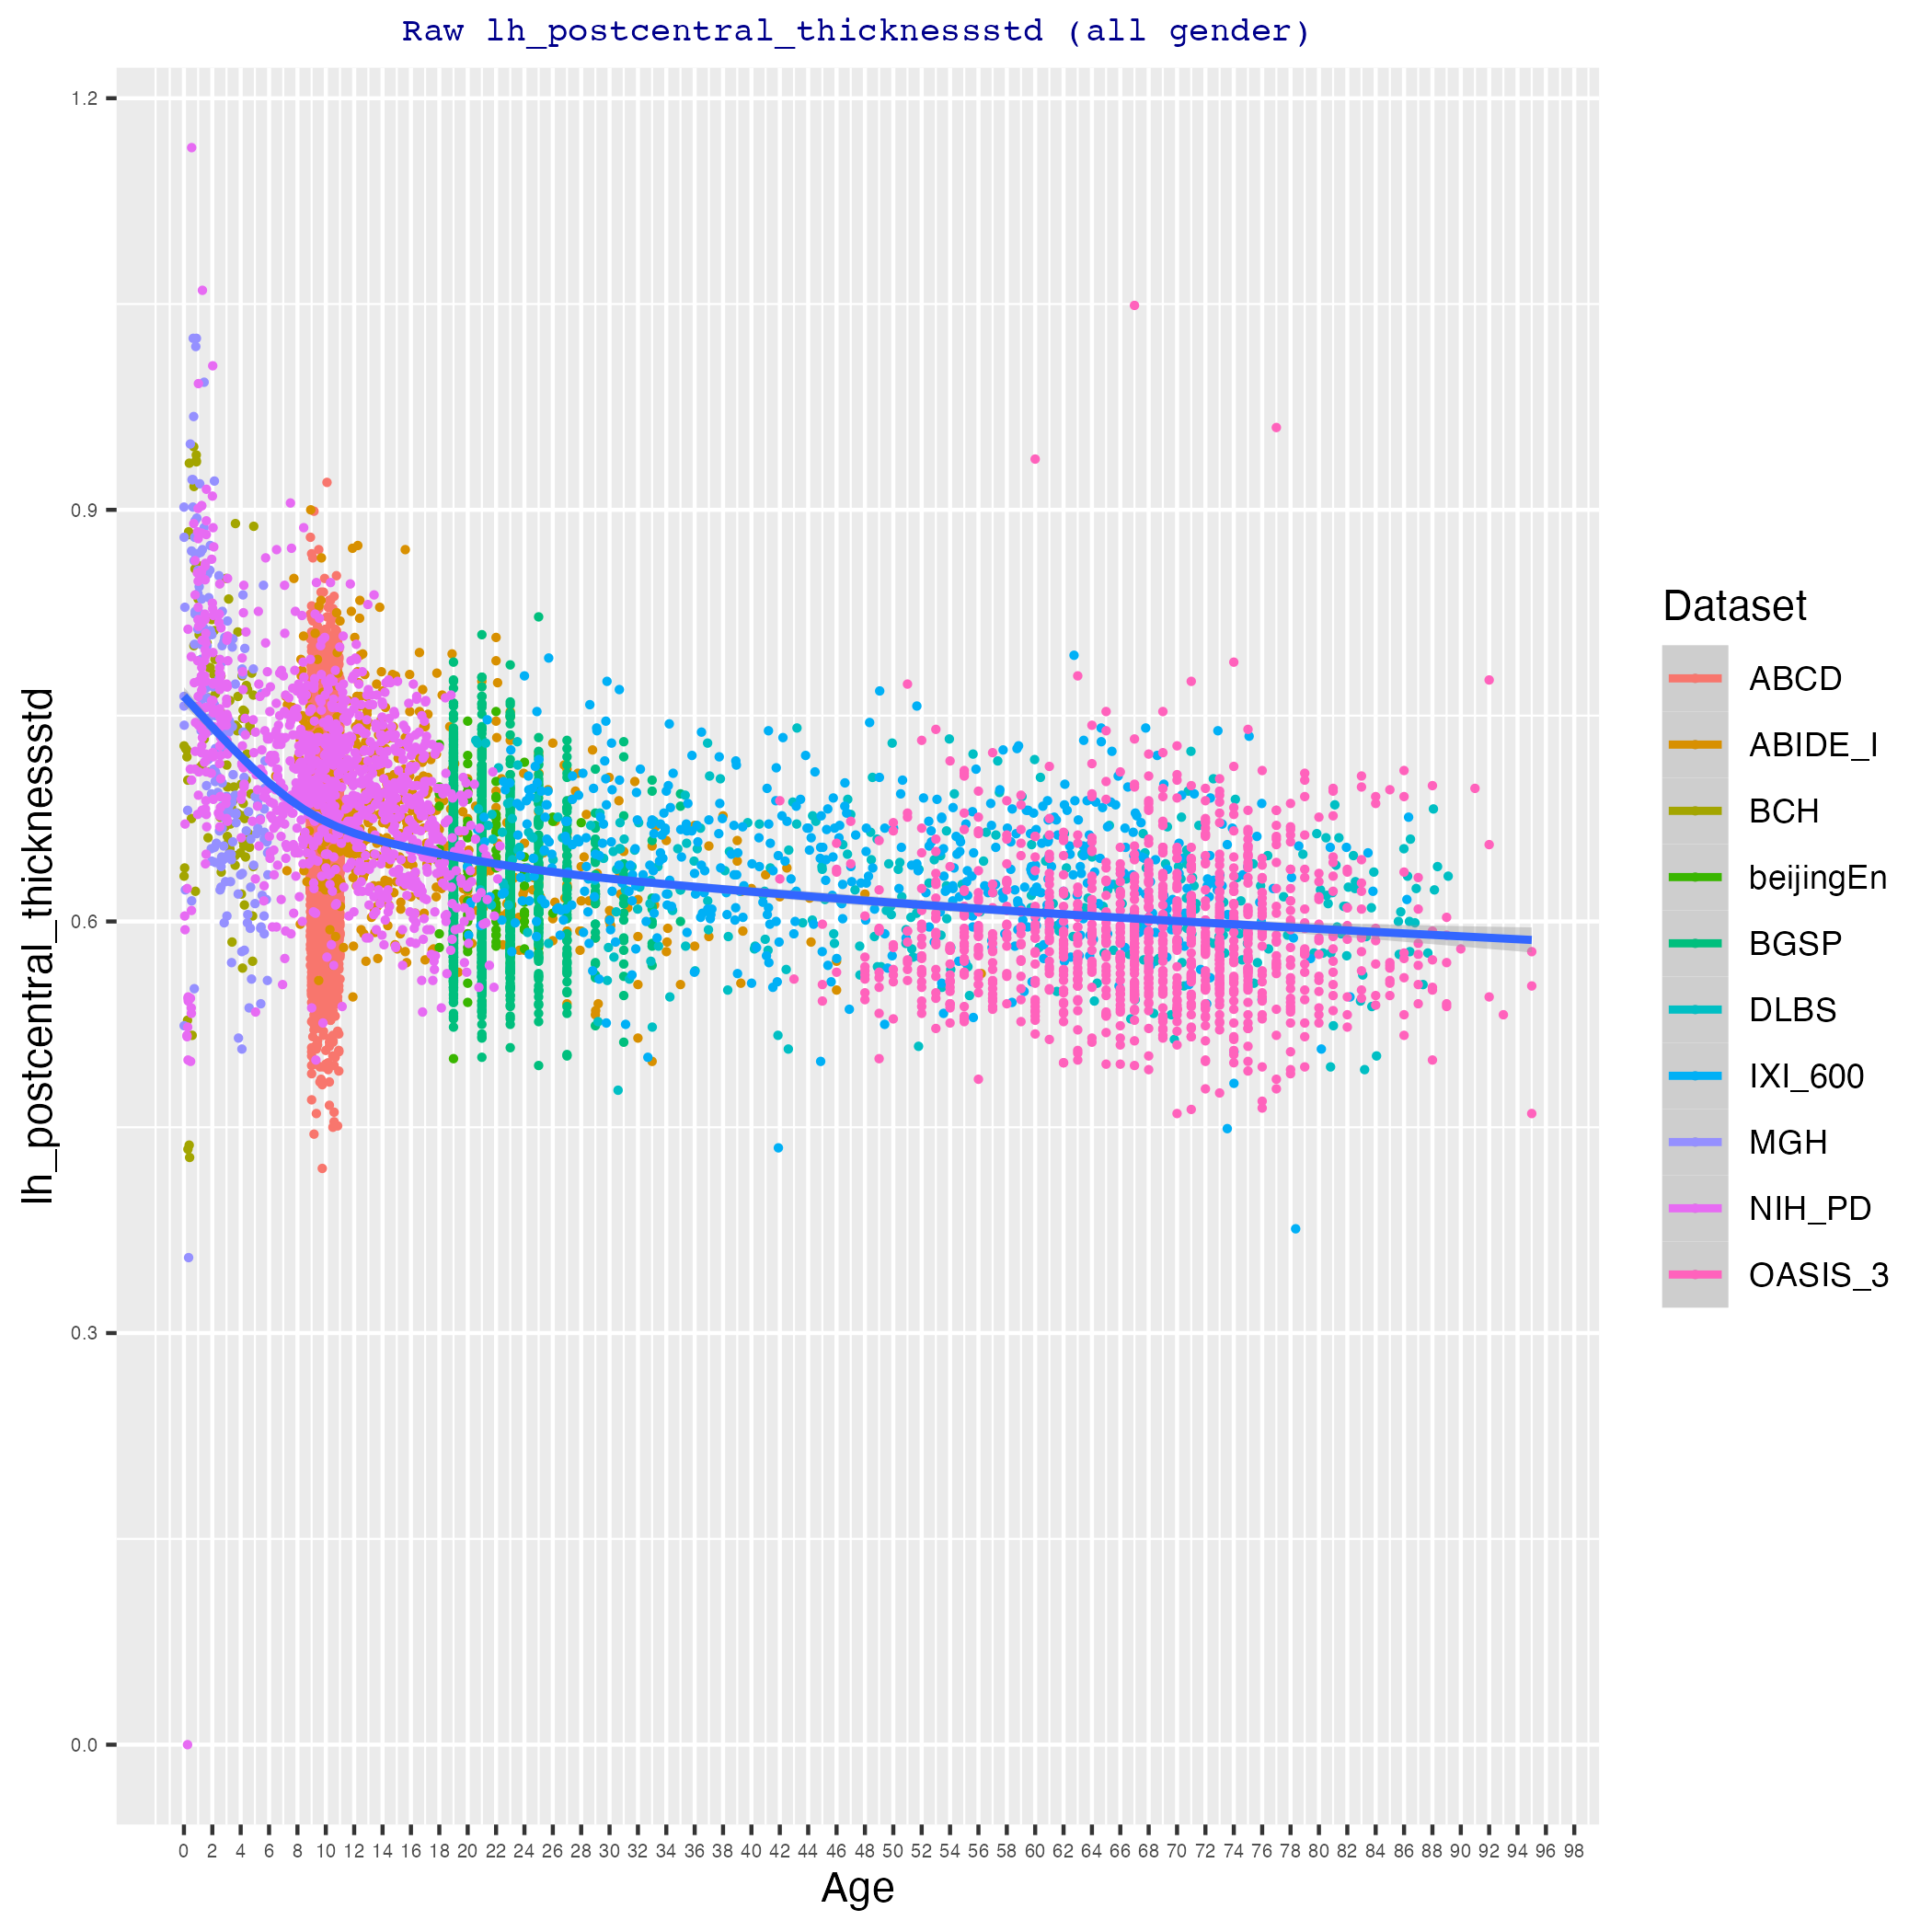 Raw lh_postcentral_thicknessstd (all gender)
lh_postcentral_thicknessstd
1.2
0.9
0.6
0.3
0.0
0 2 4 6 8 10 12 14 16 18 20 22 24 26 28 30 32 34 36 38 40 42 44 46 48 50 52 54 56 58 60 62 64 66 68 70 72 74 76 78 80 82 84 86 88 90 92 94 96 98
Age
Dataset
ABCD
ABIDE_I
BCH
beijingEn
BGSP
DLBS
IXI_600
MGH
NIH_PD
OASIS_3